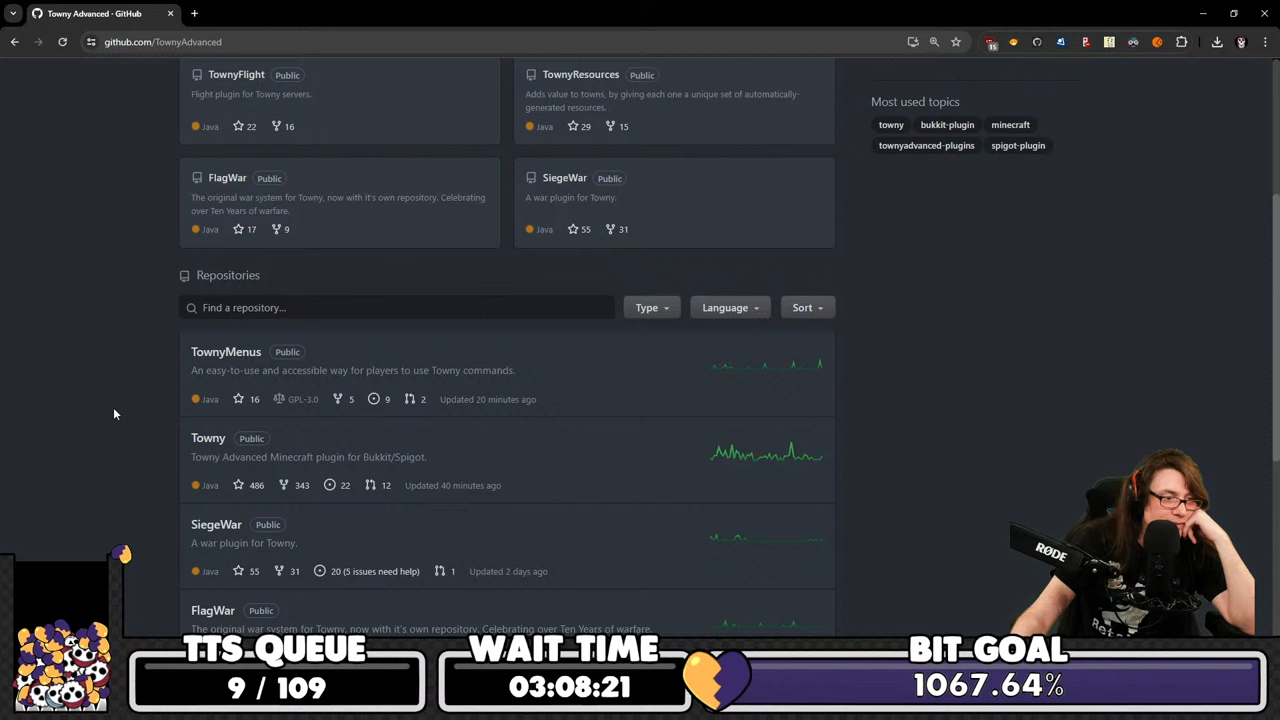 Towny Advanced · GitHub
github.com/TownyAdvanced
15
TownyFlight Public
Flight plugin for Towny servers.
Java 22 16
TownyResources Public
Adds value to towns, by giving each one a unique set of automatically-
generated resources.
Java 29 15
Most used topics
towny bukkit-plugin minecraft
townyadvanced-plugins spigot-plugin
FlagWar Public
The original war system for Towny, now with it's own repository. Celebrating
over Ten Years of warfare.
Java 17 9
SiegeWar Public
A war plugin for Towny.
Java 55 31
Repositories
Find a repository...
Type Language Sort
TownyMenus Public
An easy-to-use and accessible way for players to use Towny commands.
Java 16 GPL-3.0 5 9 2 Updated 20 minutes ago
Towny Public
Towny Advanced Minecraft plugin for Bukkit/Spigot.
Java 486 343 22 12 Updated 40 minutes ago
SiegeWar Public
A war plugin for Towny.
Java 55 31 20 (5 issues need help) 1 Updated 2 days ago
FlagWar Public
The original war system for Towny, now with it's own repository. Celebrating over Ten Years of warfare.
RØDE
TTS QUEUE
9 / 109
WAIT TIME
03:08:21
BIT GOAL
1067.64%